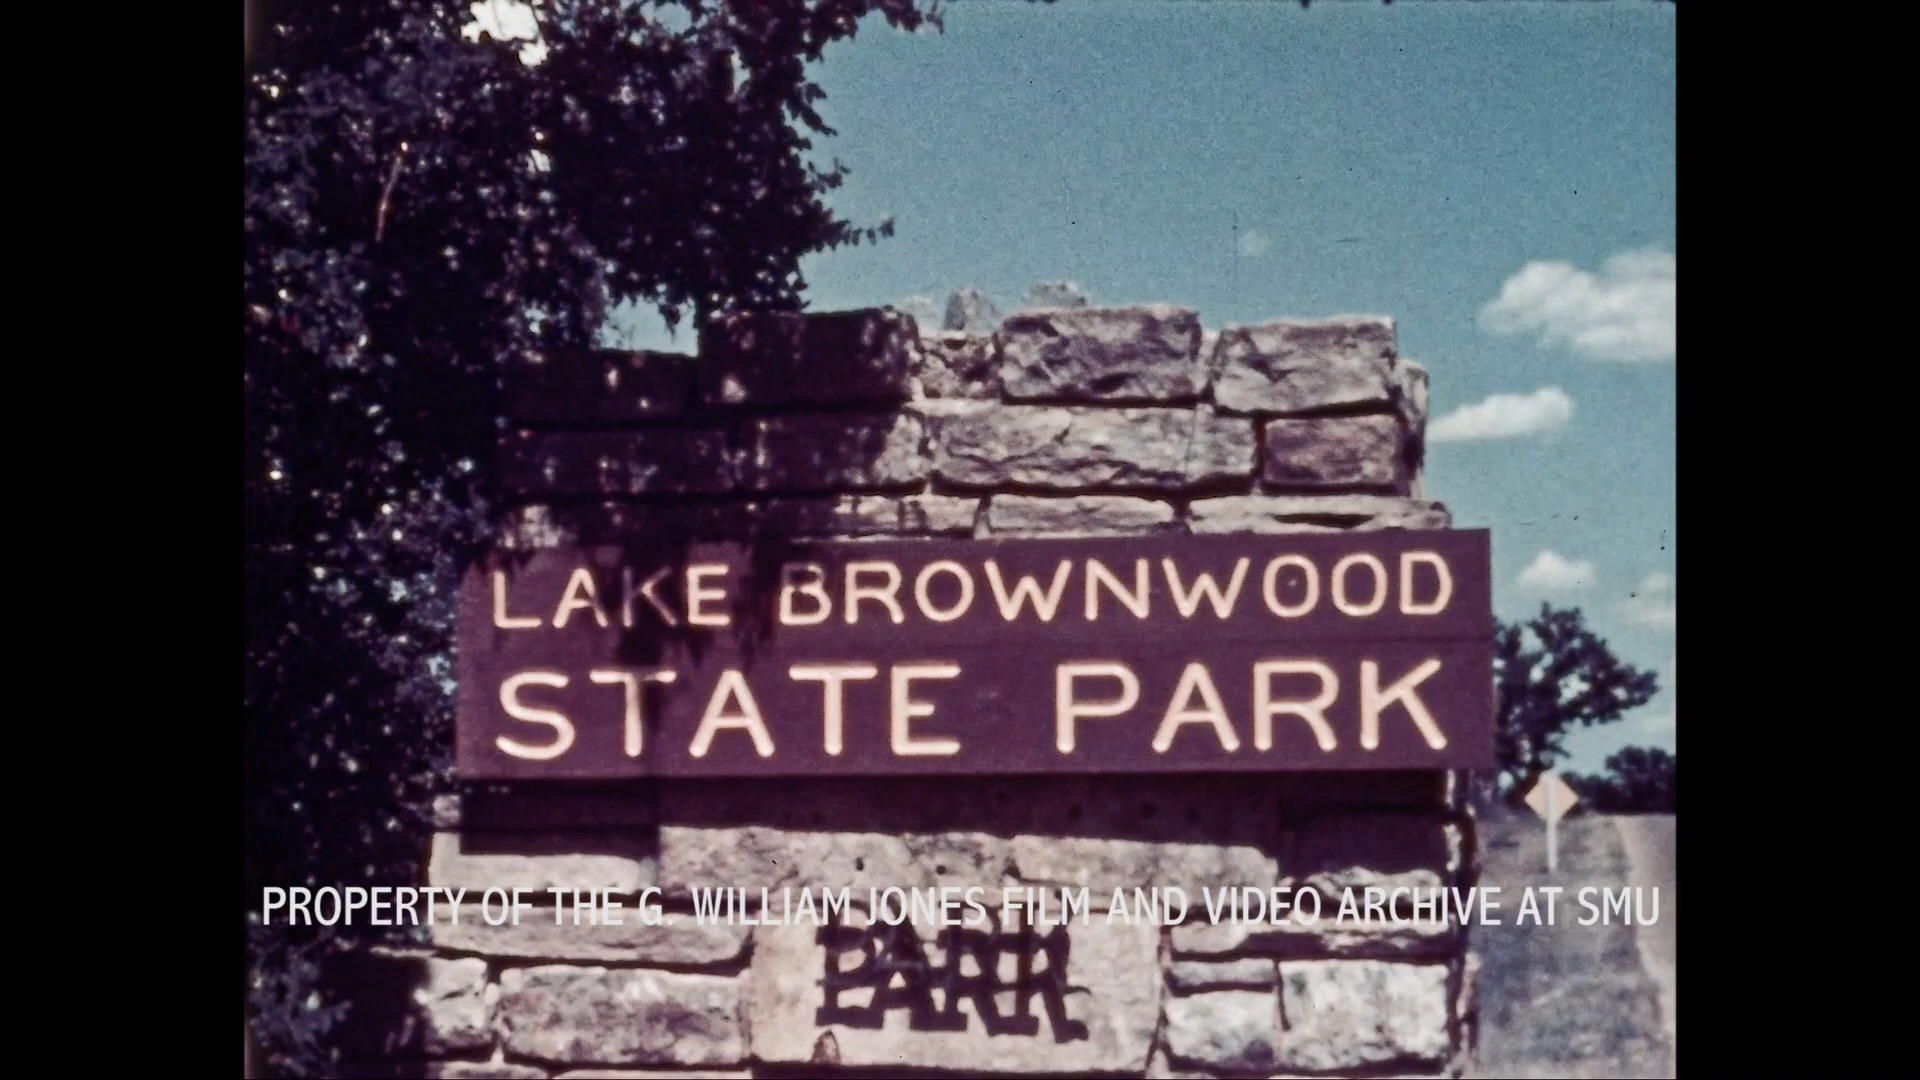 LAKE BROWNWOOD
STATE PARK
PROPERTY OF THE G. WILLIAM JONES FILM AND VIDEO ARCHIVE AT SMU
PARK